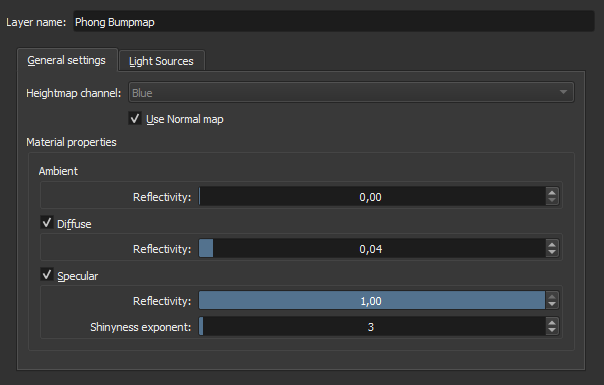 Layer name: Phong Bumpmap
General settings Light Sources
Heightmap channel: Blue
Use Normal map
Material properties
Ambient
Reflectivity: 0,00
Diffuse
Reflectivity: 0,04
Specular
Reflectivity: 1,00
Shinyness exponent: 3